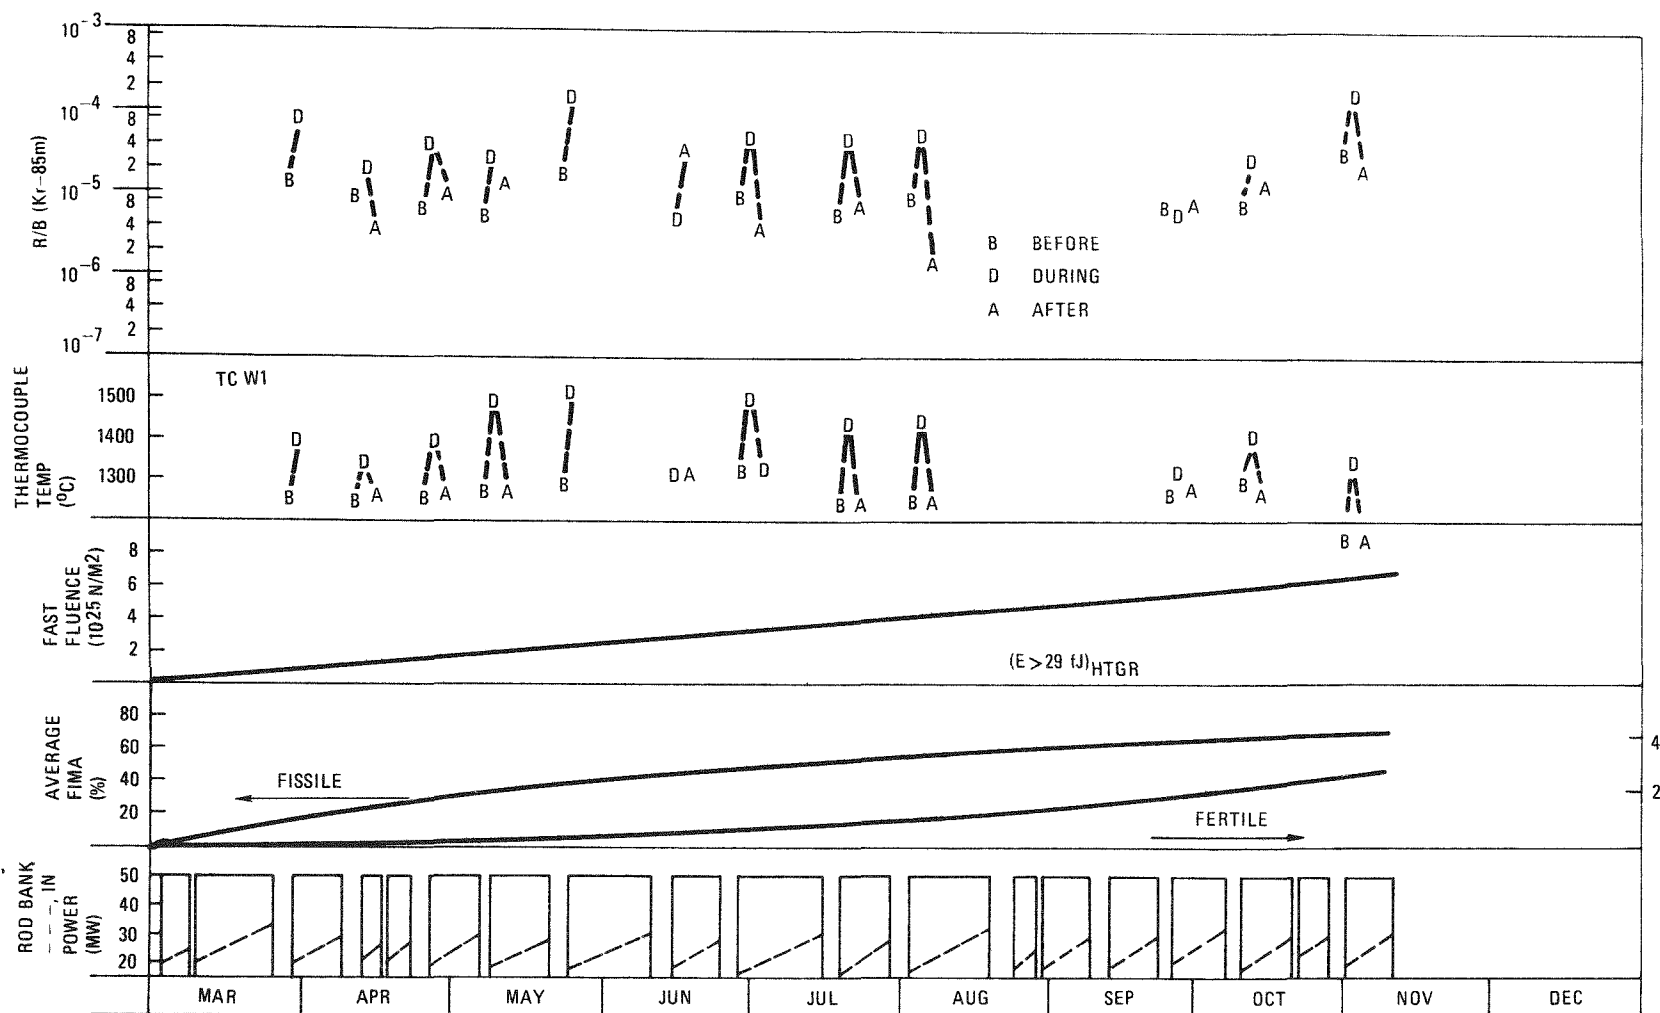 10-3
8
4
2
10-4
8
4
2
10-5
8
4
2
10-6
8
4
2
10-7
R/B (Kr-85m)
D
B
D
B
A
D
B
A
D
B
A
D
B
A
D
D
B
A
D
B
A
D
B
A
B
D
A
D
B
A
D
B
A
B BEFORE
D DURING
A AFTER
THERMOCOUPLE
TEMP
(°C)
1500
1400
1300
TC W1
D
B
D
B
A
D
B
A
D
B
A
D
B
D A
D
B
D
D
B
A
D
B
A
D
B
A
D
B
A
D
B A
FAST
FLUENCE
(10 25 N/M2)
8
6
4
2
(E > 29 fJ)HTGR
AVERAGE
FIMA
(%)
80
60
40
20
FISSILE
FERTILE
4
2
ROD BANK
---, IN
POWER
(MW)
50
40
30
20
MAR APR MAY JUN JUL AUG SEP OCT NOV DEC